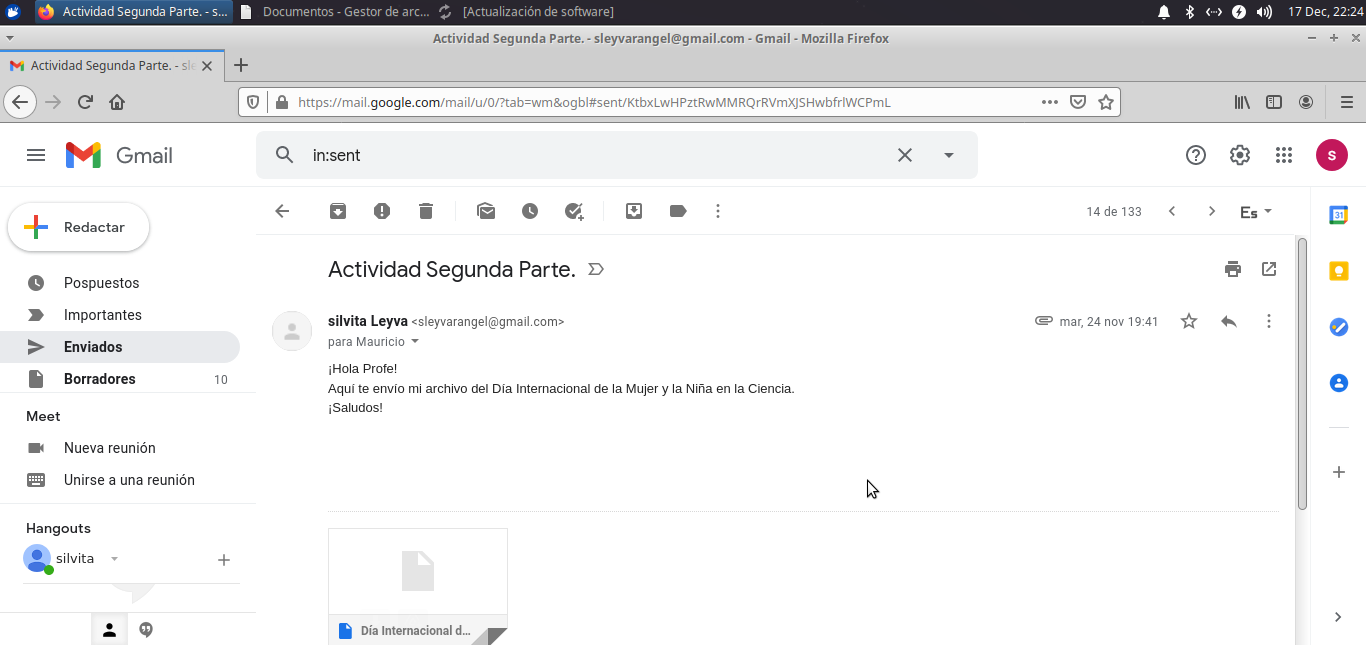 Actividad Segunda Parte. - s...
Documentos - Gestor de arc...
[Actualización de software]
17 Dec, 22:24
Actividad Segunda Parte. - sleyvarangel@gmail.com - Gmail - Mozilla Firefox
Actividad Segunda Parte. - sle
https://mail.google.com/mail/u/0/?tab=wm&ogbl#sent/KtbxLwHPztRwMMRQrRVmXJSHwbfrlWCPmL
Gmail
in:sent
S
Redactar
14 de 133
Es
31
Pospuestos
Importantes
Enviados
Borradores 10
Actividad Segunda Parte.
silvita Leyva <sleyvarangel@gmail.com>
mar, 24 nov 19:41
para Mauricio
¡Hola Profe!
Aquí te envío mi archivo del Día Internacional de la Mujer y la Niña en la Ciencia.
¡Saludos!
Meet
Nueva reunión
Unirse a una reunión
Hangouts
silvita
Día Internacional d...